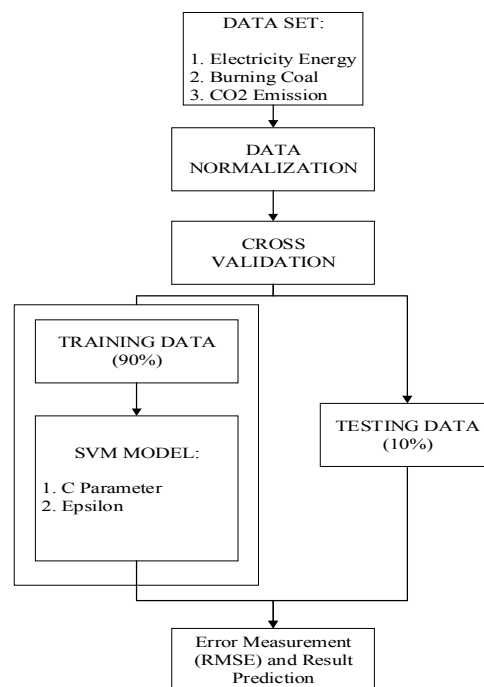 DATA SET:
1. Electricity Energy
2. Burning Coal
3. CO2 Emission
DATA
NORMALIZATION
CROSS
VALIDATION
TRAINING DATA
(90%)
SVM MODEL:
1. C Parameter
2. Epsilon
TESTING DATA
(10%)
Error Measurement
(RMSE) and Result
Prediction